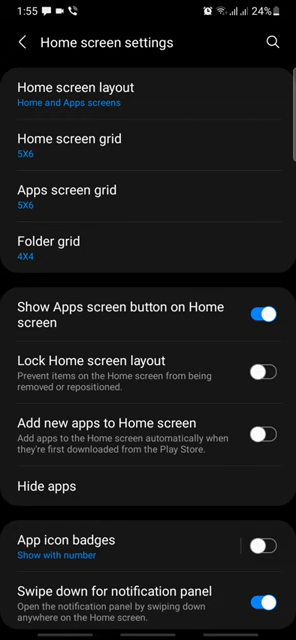 1:55 24%
Home screen settings
Home screen layout
Home and Apps screens
Home screen grid
5X6
Apps screen grid
5X6
Folder grid
4X4
Show Apps screen button on Home
screen
Lock Home screen layout
Prevent items on the Home screen from being
removed or repositioned.
Add new apps to Home screen
Add apps to the Home screen automatically when
they're first downloaded from the Play Store.
Hide apps
App icon badges
Show with number
Swipe down for notification panel
Open the notification panel by swiping down
anywhere on the Home screen.